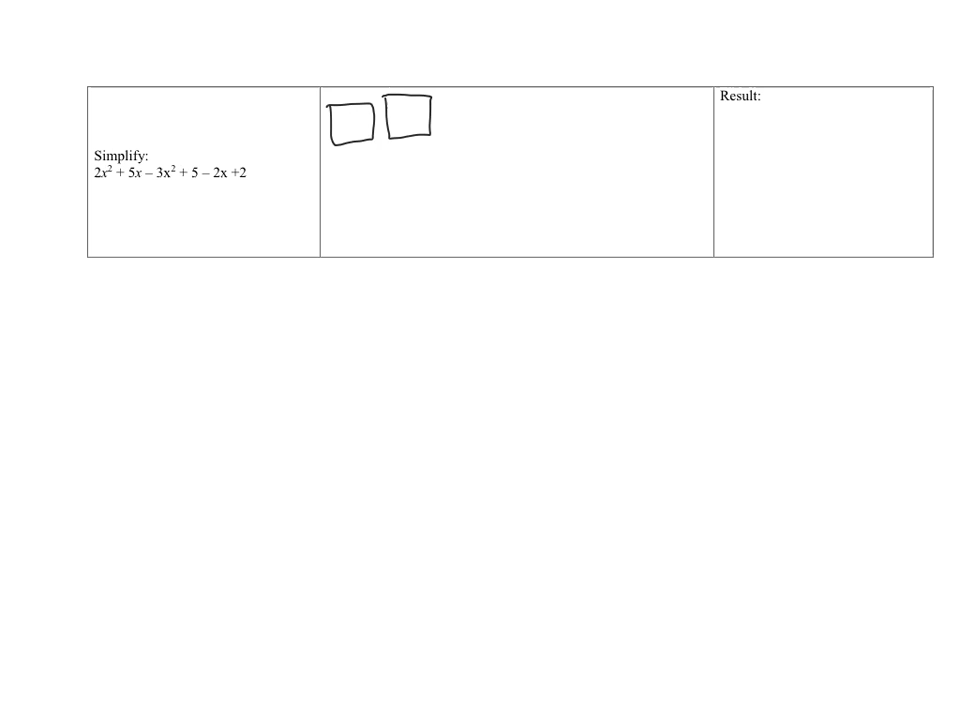 Result:
Simplify:
2x² + 5x – 3x² + 5 – 2x +2